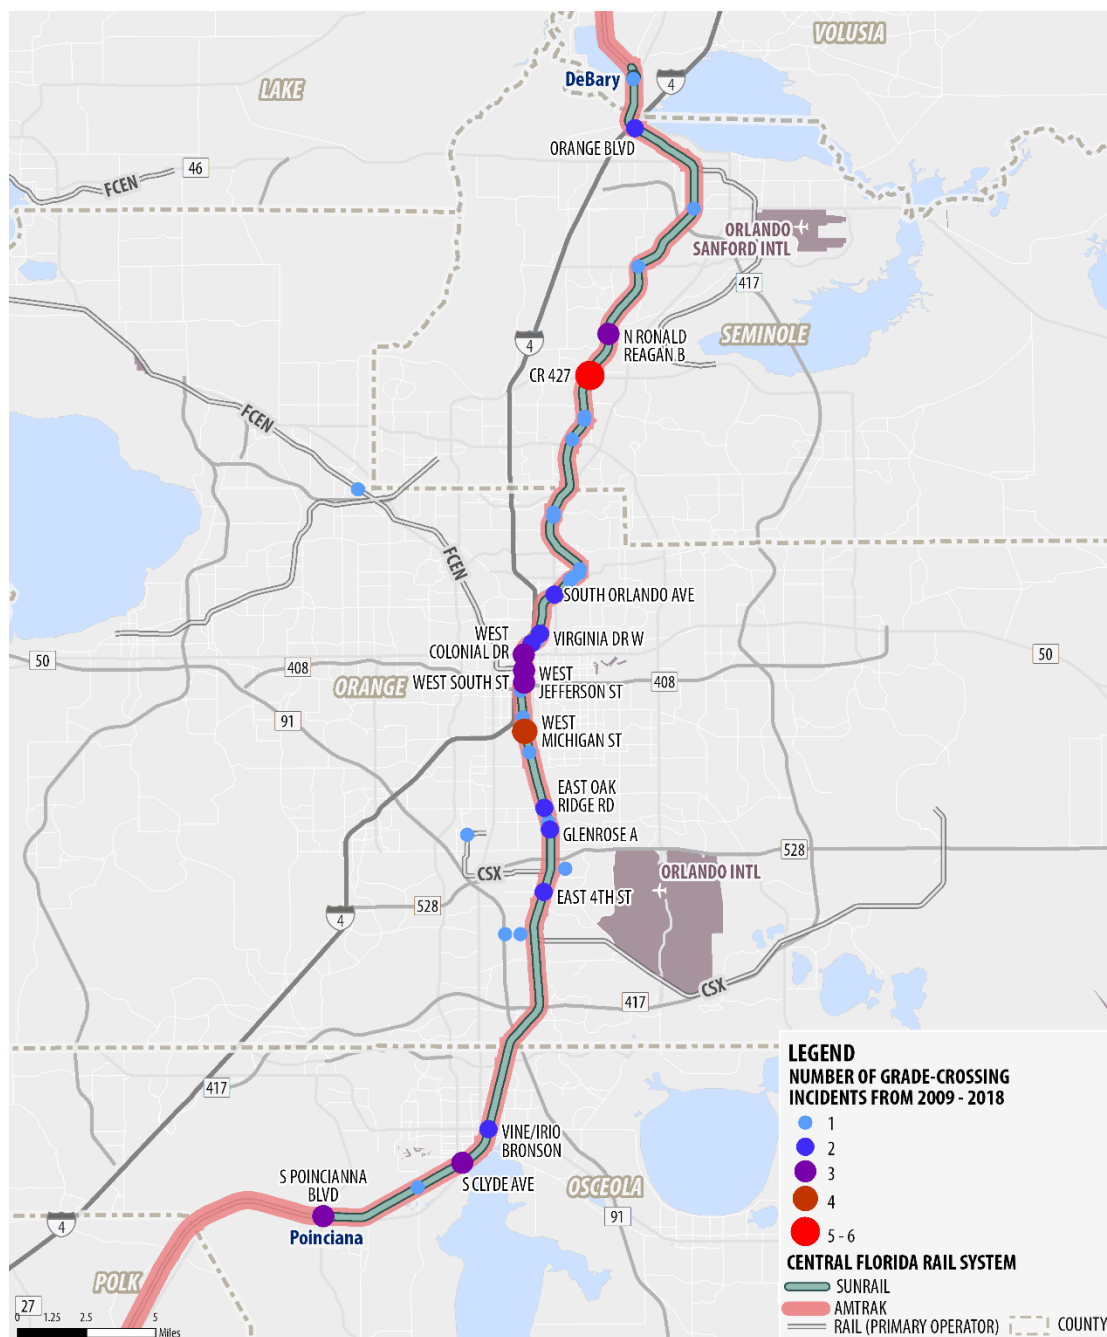 VOLUSIA
DeBary
4
LAKE
ORANGE BLVD
46
FCEN
ORLANDO
SANFORD INTL
417
4
N RONALD
REAGAN B
SEMINOLE
CR 427
FCEN
FCEN
SOUTH ORLANDO AVE
WEST
COLONIAL DR
VIRGINIA DR W
50
408
WEST SOUTH ST
WEST
JEFFERSON ST
408
50
ORANGE
91
WEST
MICHIGAN ST
EAST OAK
RIDGE RD
GLENROSE A
528
CSX
ORLANDO INTL
528
EAST 4TH ST
4
CSX
417
417
VINE/IRIO
BRONSON
S CLYDE AVE
S POINCIANNA
BLVD
OSCEOLA
4
Poinciana
91
POLK
27
0 1.25 2.5 5
Miles
LEGEND
NUMBER OF GRADE-CROSSING
INCIDENTS FROM 2009 - 2018
1
2
3
4
5 - 6
CENTRAL FLORIDA RAIL SYSTEM
SUNRAIL
AMTRAK
RAIL (PRIMARY OPERATOR)
COUNTY